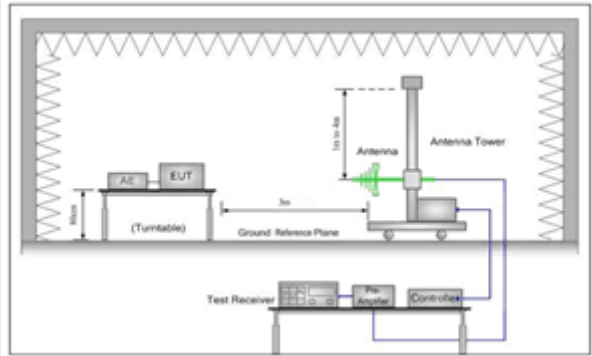 1m to 4m
Antenna
Antenna Tower
AE
EUT
80cm
3m
(Turntable)
Ground Reference Plane
Test Receiver
Pre-
Amplifier
Controller